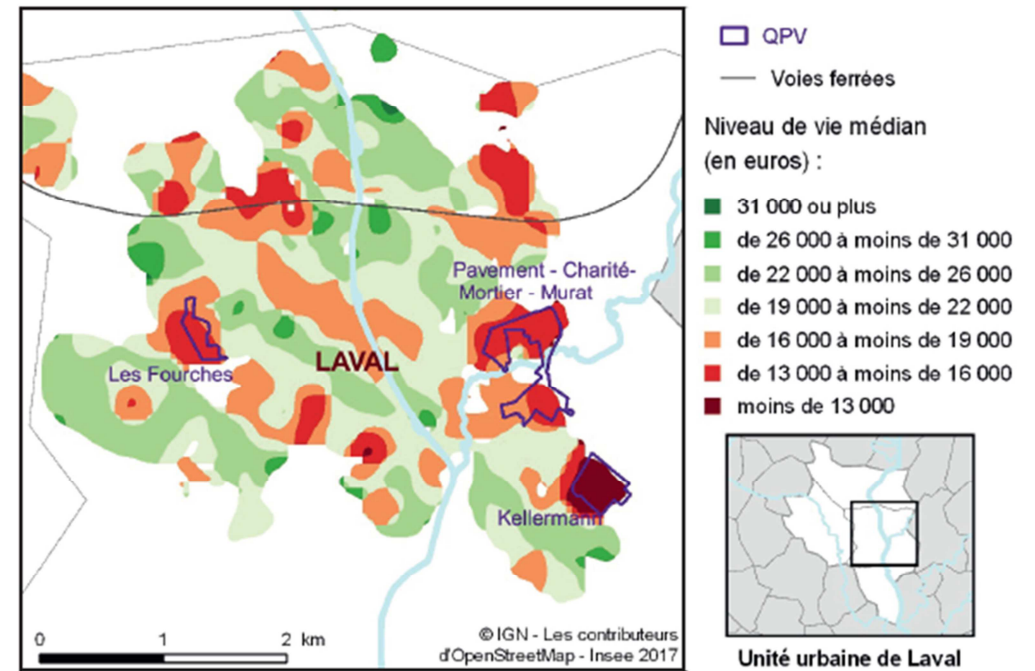 QPV
Voies ferrées
Niveau de vie médian
(en euros) :
31 000 ou plus
de 26 000 à moins de 31 000
de 22 000 à moins de 26 000
de 19 000 à moins de 22 000
de 16 000 à moins de 19 000
de 13 000 à moins de 16 000
moins de 13 000
Pavement - Charité-
Mortier - Murat
LAVAL
Les Fourches
Kellermann
0 1 2 km
© IGN - Les contributeurs
d'OpenStreetMap - Insee 2017
Unité urbaine de Laval